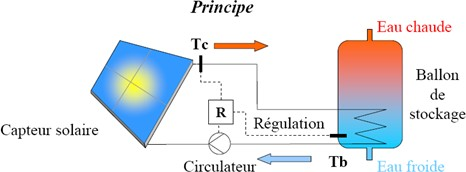 Principe
Eau chaude
Tc
Ballon
de
stockage
R
Régulation
Capteur solaire
Circulateur
Tb
Eau froide